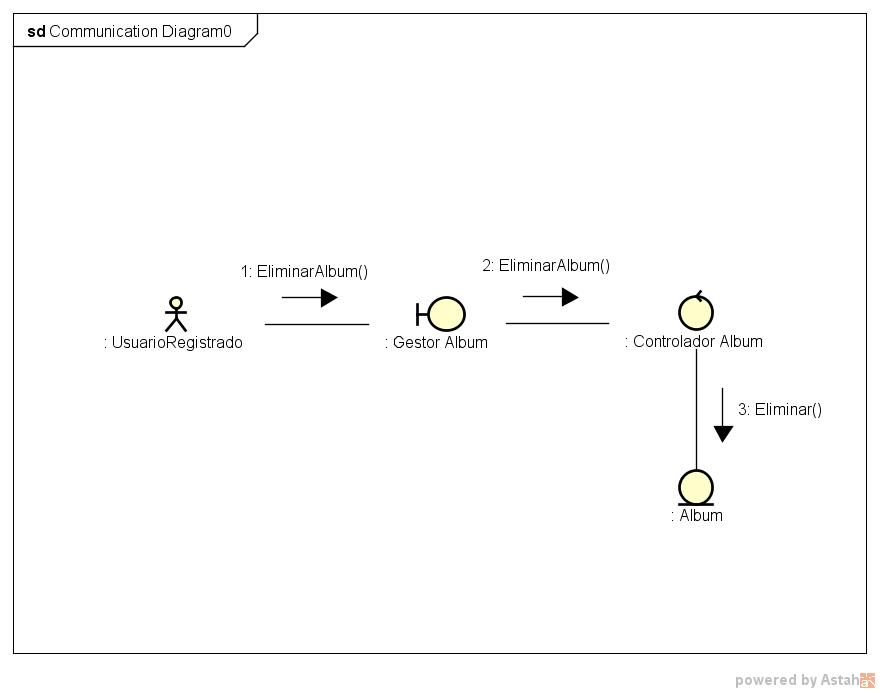 sd Communication Diagram0
1: EliminarAlbum()
2: EliminarAlbum()
: UsuarioRegistrado
: Gestor Album
: Controlador Album
3: Eliminar()
: Album
powered by Astah